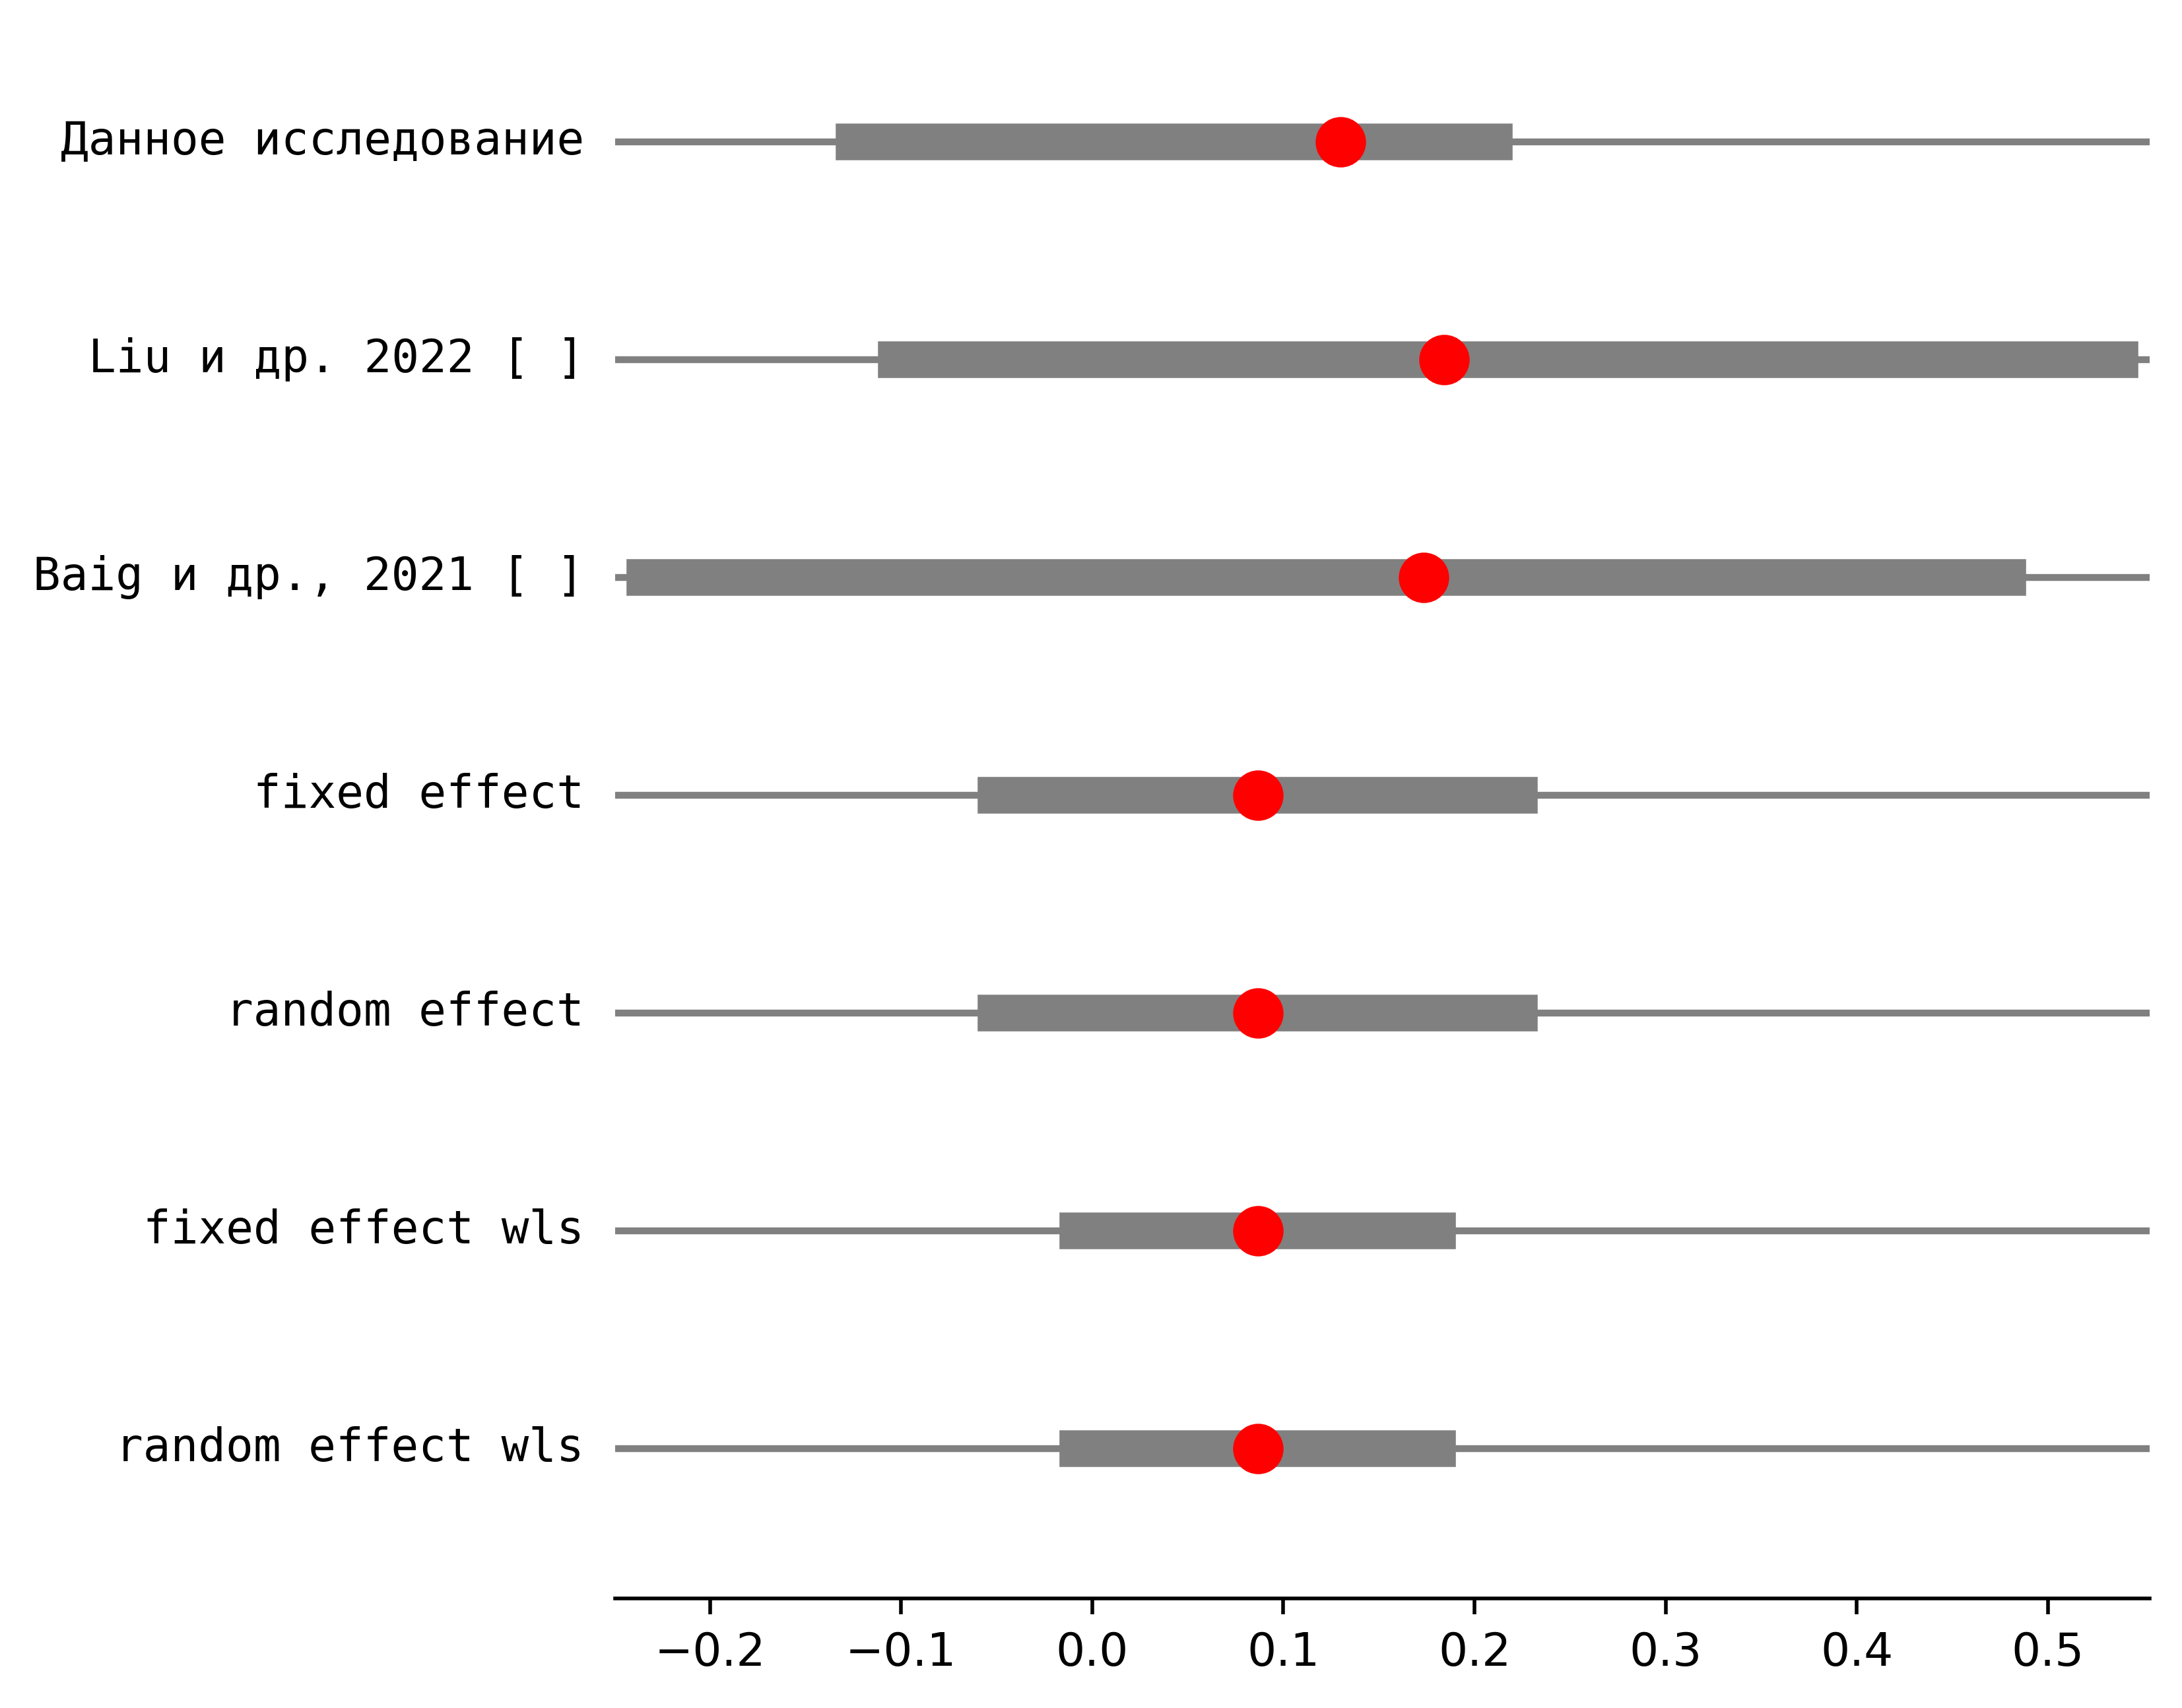 Данное исследование
Liu и др. 2022 [ ]
Baig и др., 2021 [ ]
fixed effect
random effect
fixed effect wls
random effect wls
−0.2 −0.1 0.0 0.1 0.2 0.3 0.4 0.5